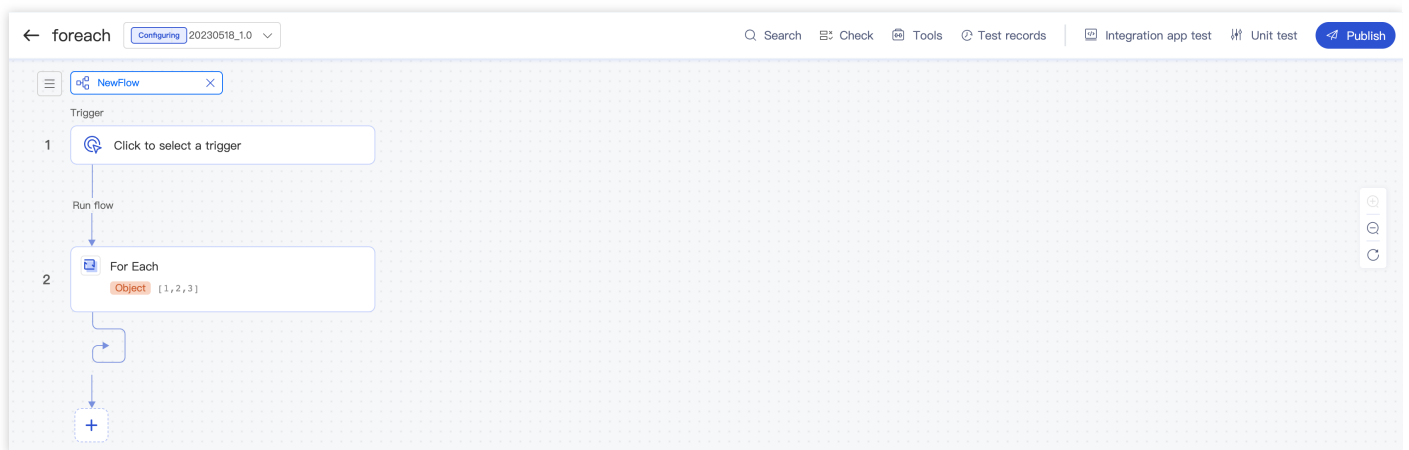 foreach Configuring 20230518_1.0 Search Check Tools Test records Integration app test Unit test Publish
NewFlow
Trigger
1 Click to select a trigger
Run flow
2 For Each
Object [1,2,3]